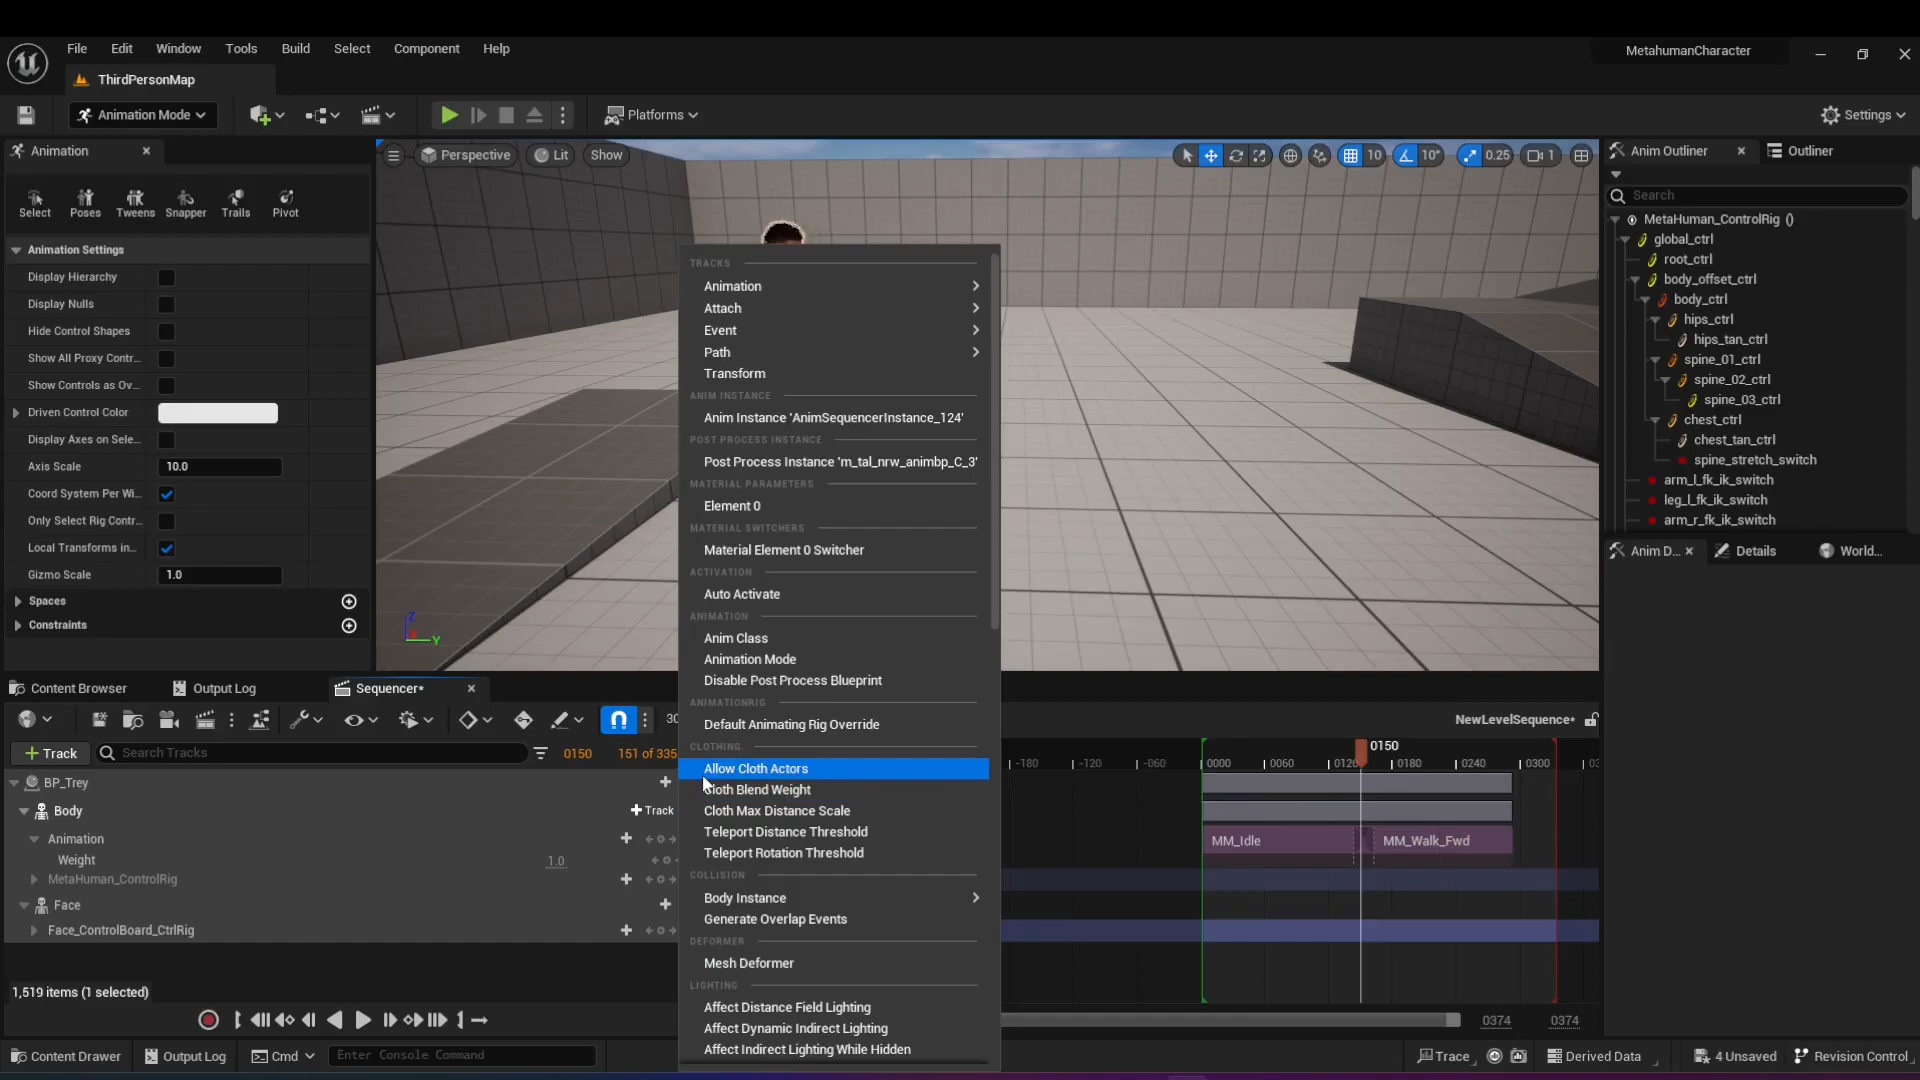 File Edit Window Tools Build Select Component Help
MetahumanCharacter
ThirdPersonMap
Animation Mode
Platforms
Settings
Animation
Perspective
Lit
Show
10
10°
0.25
1
Anim Outliner
Outliner
Search
Select Poses Tweens Snapper Trails Pivot
Animation Settings
Display Hierarchy
Display Nulls
Hide Control Shapes
Show All Proxy Contr...
Show Controls as Ov...
Driven Control Color
Display Axes on Sele...
Axis Scale 10.0
Coord System Per Wi...
Only Select Rig Contr...
Local Transforms in...
Gizmo Scale 1.0
Spaces
Constraints
Z
Y
MetaHuman_ControlRig ()
global_ctrl
root_ctrl
body_offset_ctrl
body_ctrl
hips_ctrl
hips_tan_ctrl
spine_01_ctrl
spine_02_ctrl
spine_03_ctrl
chest_ctrl
chest_tan_ctrl
spine_stretch_switch
arm_l_fk_ik_switch
leg_l_fk_ik_switch
arm_r_fk_ik_switch
Anim D...
Details
World...
TRACKS
Animation
Attach
Event
Path
Transform
ANIM INSTANCE
Anim Instance 'AnimSequencerInstance_124'
POST PROCESS INSTANCE
Post Process Instance 'm_tal_nrw_animbp_C_3'
MATERIAL PARAMETERS
Element 0
MATERIAL SWITCHERS
Material Element 0 Switcher
ACTIVATION
Auto Activate
ANIMATION
Anim Class
Animation Mode
Disable Post Process Blueprint
ANIMATIONRIG
Default Animating Rig Override
CLOTHING
Allow Cloth Actors
Cloth Blend Weight
Cloth Max Distance Scale
Teleport Distance Threshold
Teleport Rotation Threshold
COLLISION
Body Instance
Generate Overlap Events
DEFORMER
Mesh Deformer
LIGHTING
Affect Distance Field Lighting
Affect Dynamic Indirect Lighting
Affect Indirect Lighting While Hidden
Content Browser
Output Log
Sequencer*
30
NewLevelSequence*
Track
Search Tracks
0150
151 of 335
BP_Trey
Body
Track
Animation
Weight 1.0
MetaHuman_ControlRig
Face
Face_ControlBoard_CtrlRig
1,519 items (1 selected)
0150
-180 -120 -060 0000 0060 0120 0180 0240 0300
MM_Idle
MM_Walk_Fwd
0374 0374
Content Drawer
Output Log
Cmd
Enter Console Command
Trace
Derived Data
4 Unsaved
Revision Control